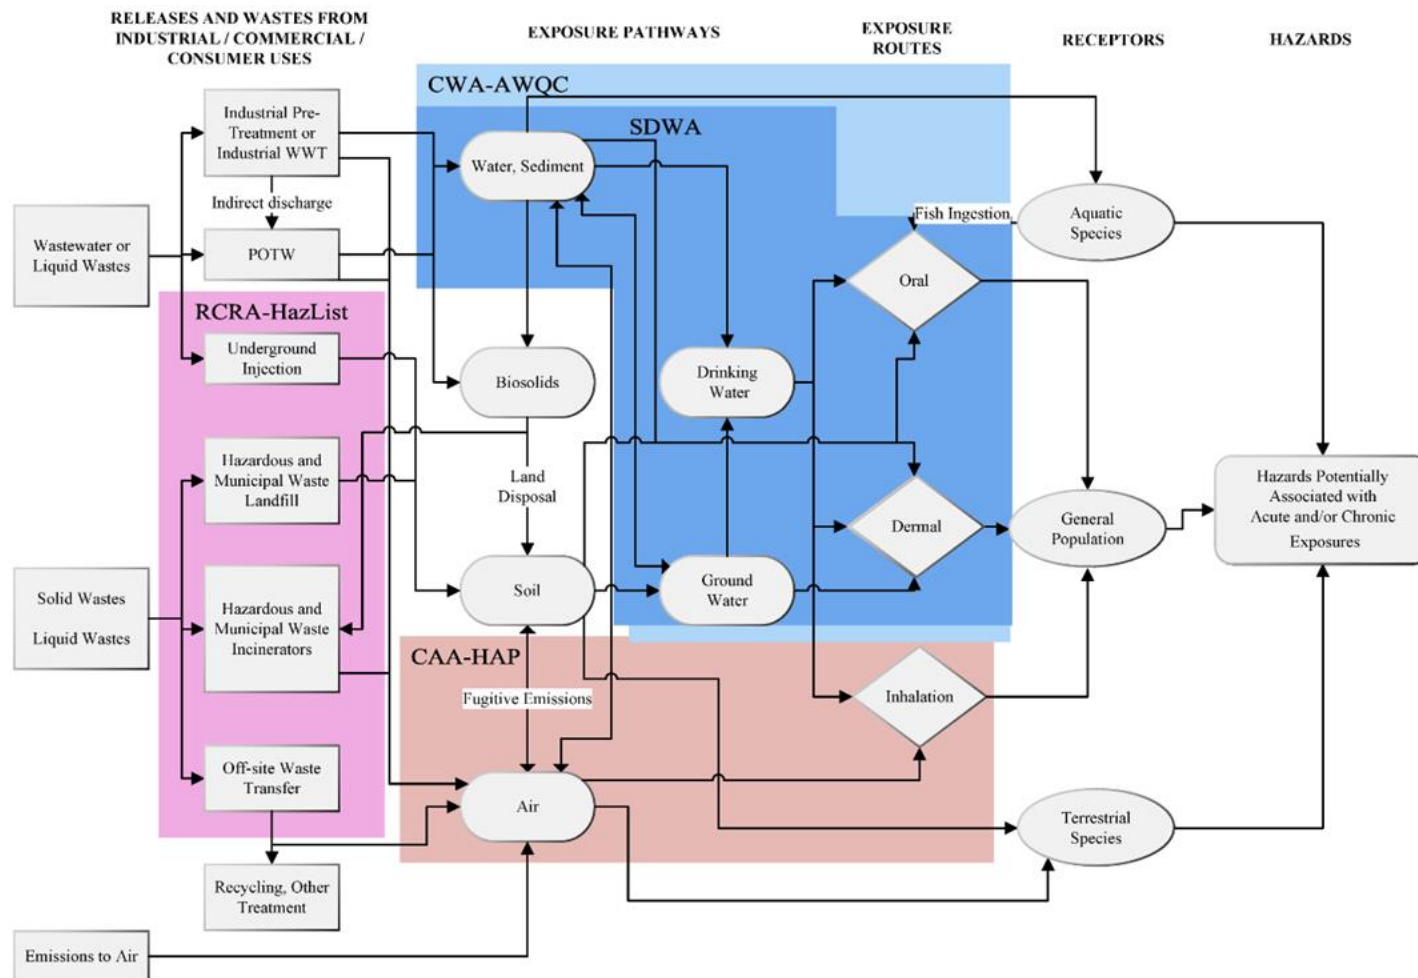 RELEASES AND WASTES FROM
INDUSTRIAL / COMMERCIAL /
CONSUMER USES
EXPOSURE PATHWAYS
EXPOSURE
ROUTES
RECEPTORS
HAZARDS
CWA-AWQC
SDWA
Industrial Pre-
Treatment or
Industrial WWT
Water, Sediment
Indirect discharge
Fish Ingestion
Aquatic
Species
Wastewater or
Liquid Wastes
POTW
Oral
RCRA-HazList
Underground
Injection
Biosolids
Drinking
Water
Hazardous and
Municipal Waste
Landfill
Land
Disposal
Dermal
General
Population
Hazards Potentially
Associated with
Acute and/or Chronic
Exposures
Solid Wastes
Liquid Wastes
Hazardous and
Municipal Waste
Incinerators
Soil
Ground
Water
CAA-HAP
Fugitive Emissions
Inhalation
Off-site Waste
Transfer
Air
Terrestrial
Species
Recycling, Other
Treatment
Emissions to Air